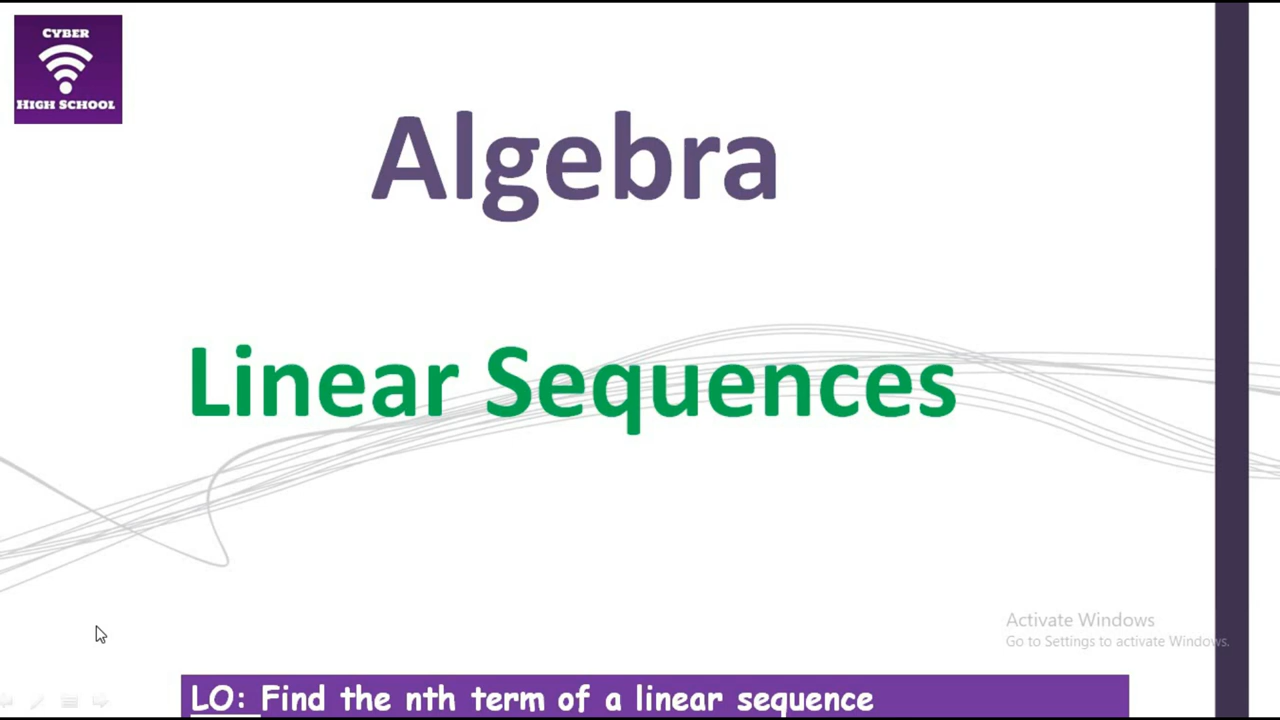 CYBER
HIGH SCHOOL
Algebra
Linear Sequences
Activate Windows
Go to Settings to activate Windows.
LO: Find the nth term of a linear sequence